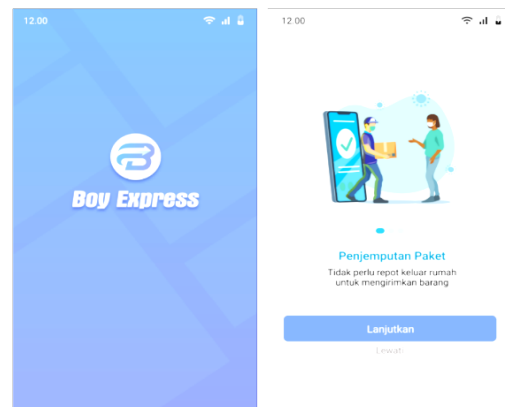 12.00
Boy Express
12.00
Penjemputan Paket
Tidak perlu repot keluar rumah
untuk mengirimkan barang
Lanjutkan
Lewati